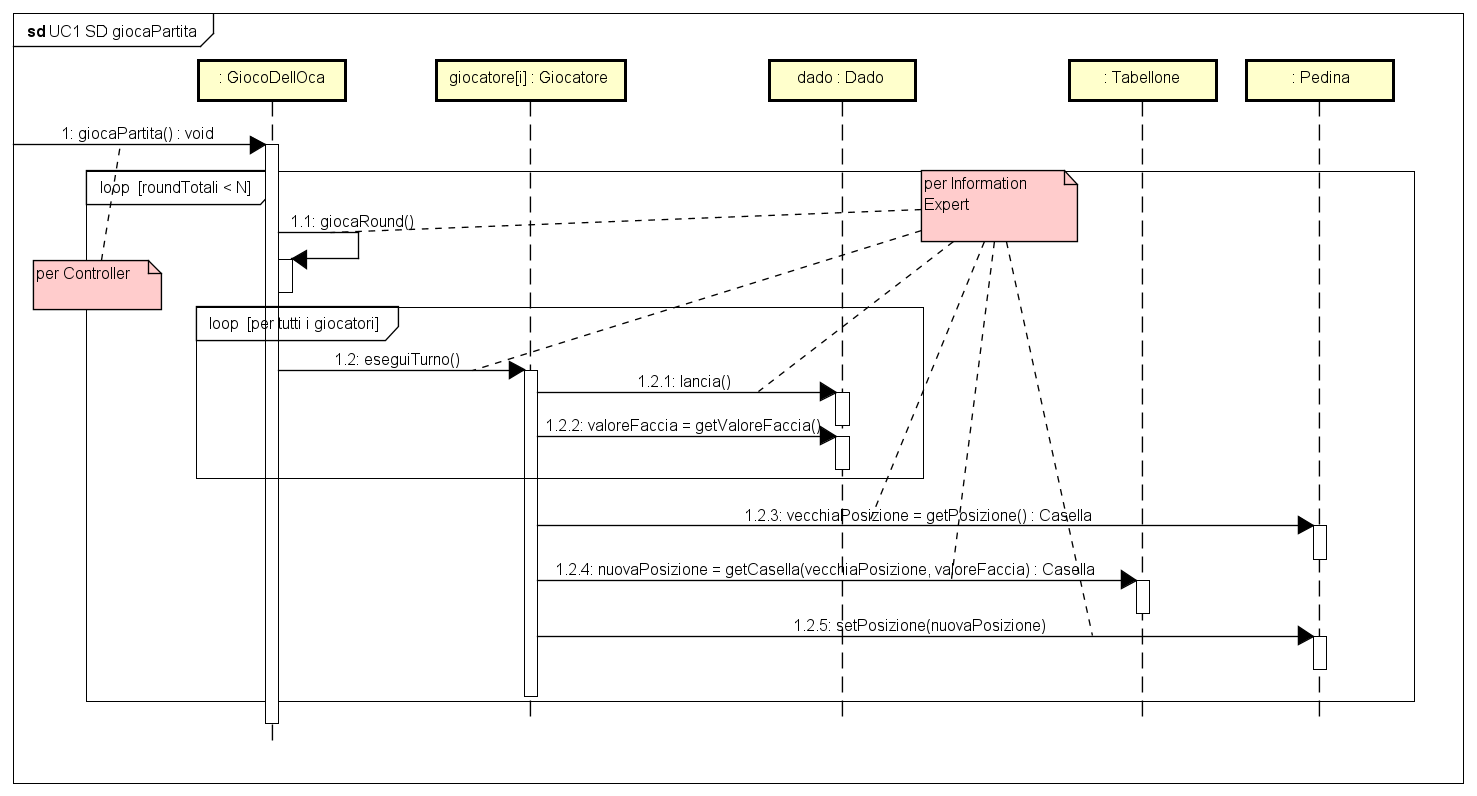 sd UC1 SD giocaPartita
: GiocoDellOca
giocatore[i] : Giocatore
dado : Dado
: Tabellone
: Pedina
1: giocaPartita() : void
loop [roundTotali < N]
per Information
Expert
1.1: giocaRound()
per Controller
loop [per tutti i giocatori]
1.2: eseguiTurno()
1.2.1: lancia()
1.2.2: valoreFaccia = getValoreFaccia()
1.2.3: vecchiaPosizione = getPosizione() : Casella
1.2.4: nuovaPosizione = getCasella(vecchiaPosizione, valoreFaccia) : Casella
1.2.5: setPosizione(nuovaPosizione)